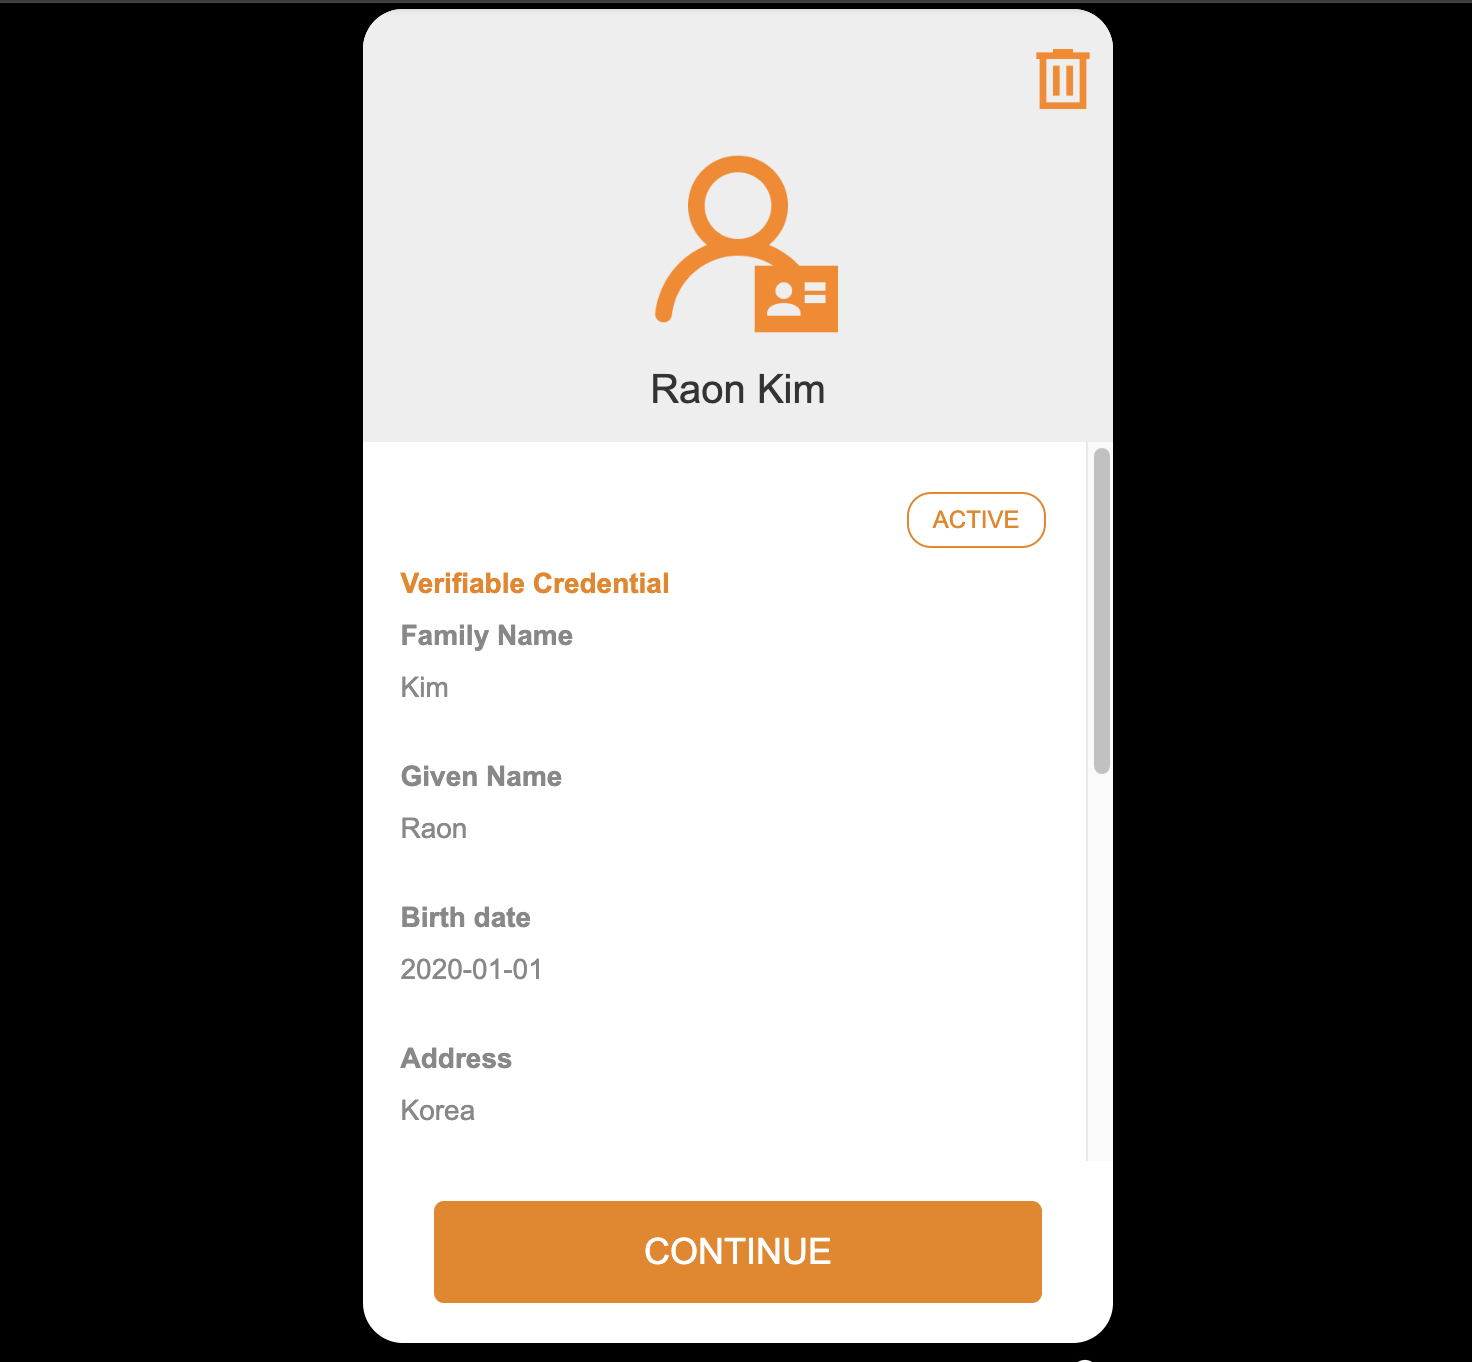 Raon Kim
ACTIVE
Verifiable Credential
Family Name
Kim
Given Name
Raon
Birth date
2020-01-01
Address
Korea
CONTINUE